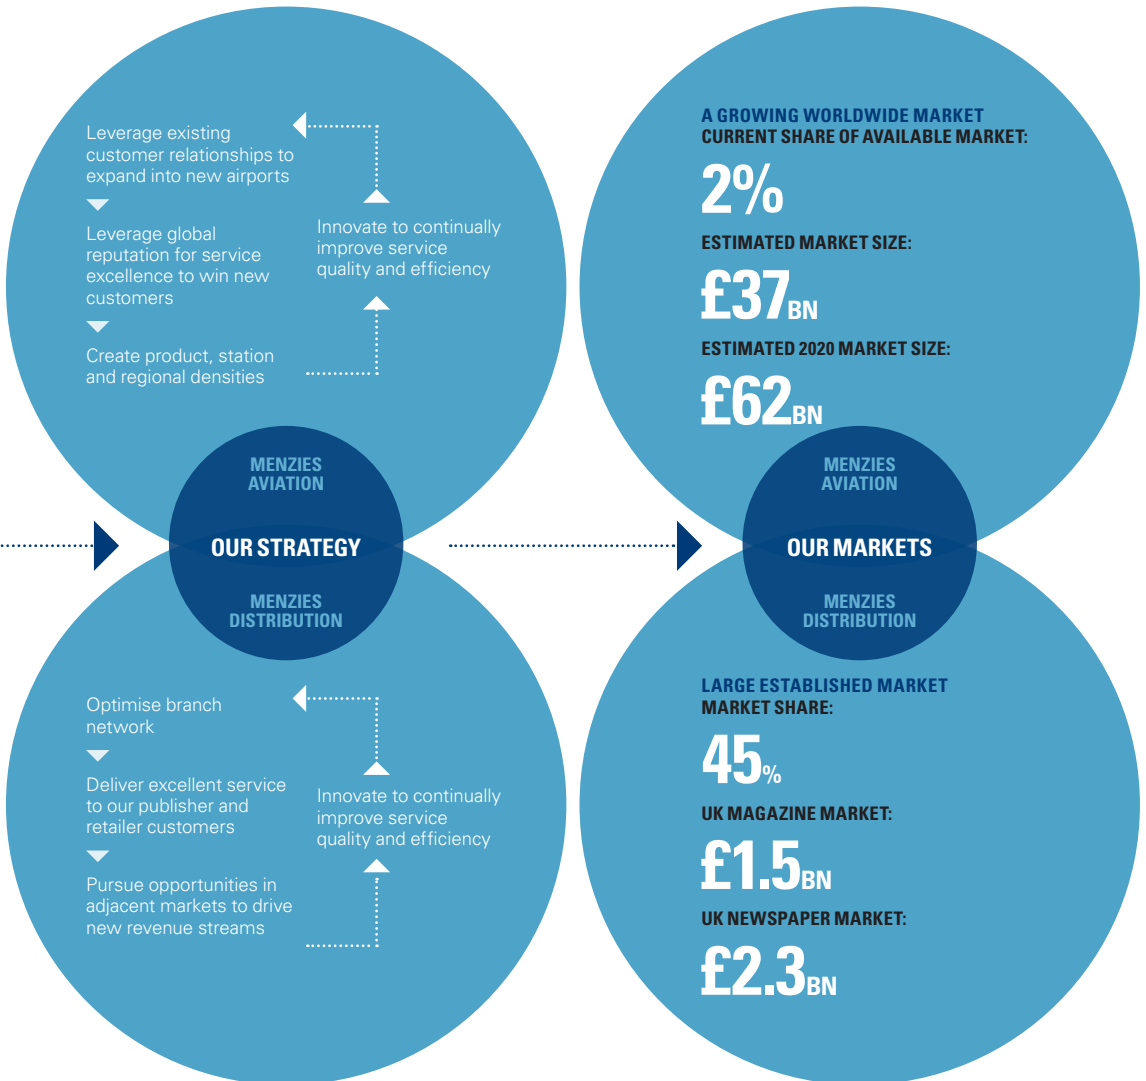 Leverage existing
customer relationships to
expand into new airports
Leverage global
reputation for service
excellence to win new
customers
Create product, station
and regional densities
Innovate to continually
improve service
quality and efficiency
MENZIES
AVIATION
OUR STRATEGY
MENZIES
DISTRIBUTION
Optimise branch
network
Deliver excellent service
to our publisher and
retailer customers
Pursue opportunities in
adjacent markets to drive
new revenue streams
Innovate to continually
improve service
quality and efficiency
A GROWING WORLDWIDE MARKET
CURRENT SHARE OF AVAILABLE MARKET:
2%
ESTIMATED MARKET SIZE:
£37BN
ESTIMATED 2020 MARKET SIZE:
£62BN
MENZIES
AVIATION
OUR MARKETS
MENZIES
DISTRIBUTION
LARGE ESTABLISHED MARKET
MARKET SHARE:
45%
UK MAGAZINE MARKET:
£1.5BN
UK NEWSPAPER MARKET:
£2.3BN